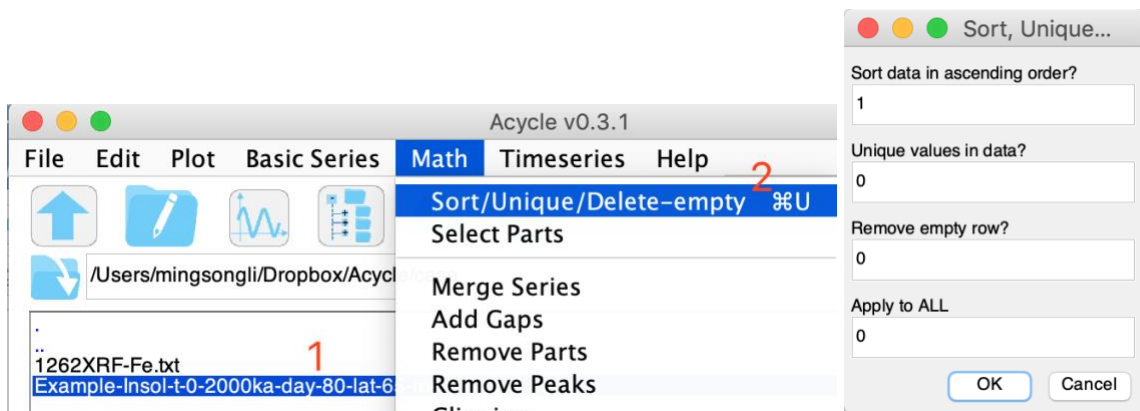 Acycle v0.3.1
File Edit Plot Basic Series Math Timeseries Help
2
Sort/Unique/Delete-empty ⌘U
Select Parts
/Users/mingsongli/Dropbox/Acycl
Merge Series
Add Gaps
Remove Parts
Remove Peaks
.
..
1
1262XRF-Fe.txt
Example-Insol-t-0-2000ka-day-80-lat-6
Sort, Unique...
Sort data in ascending order?
1
Unique values in data?
0
Remove empty row?
0
Apply to ALL
0
OK Cancel